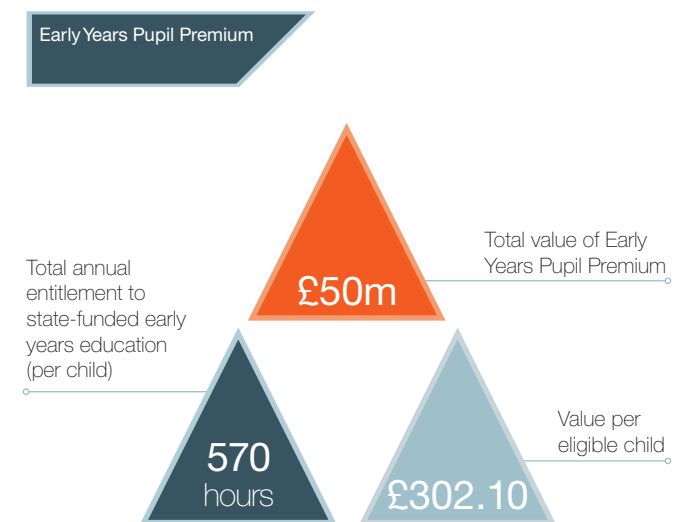 Early Years Pupil Premium
£50m
Total value of Early
Years Pupil Premium
Total annual
entitlement to
state-funded early
years education
(per child)
570
hours
£302.10
Value per
eligible child